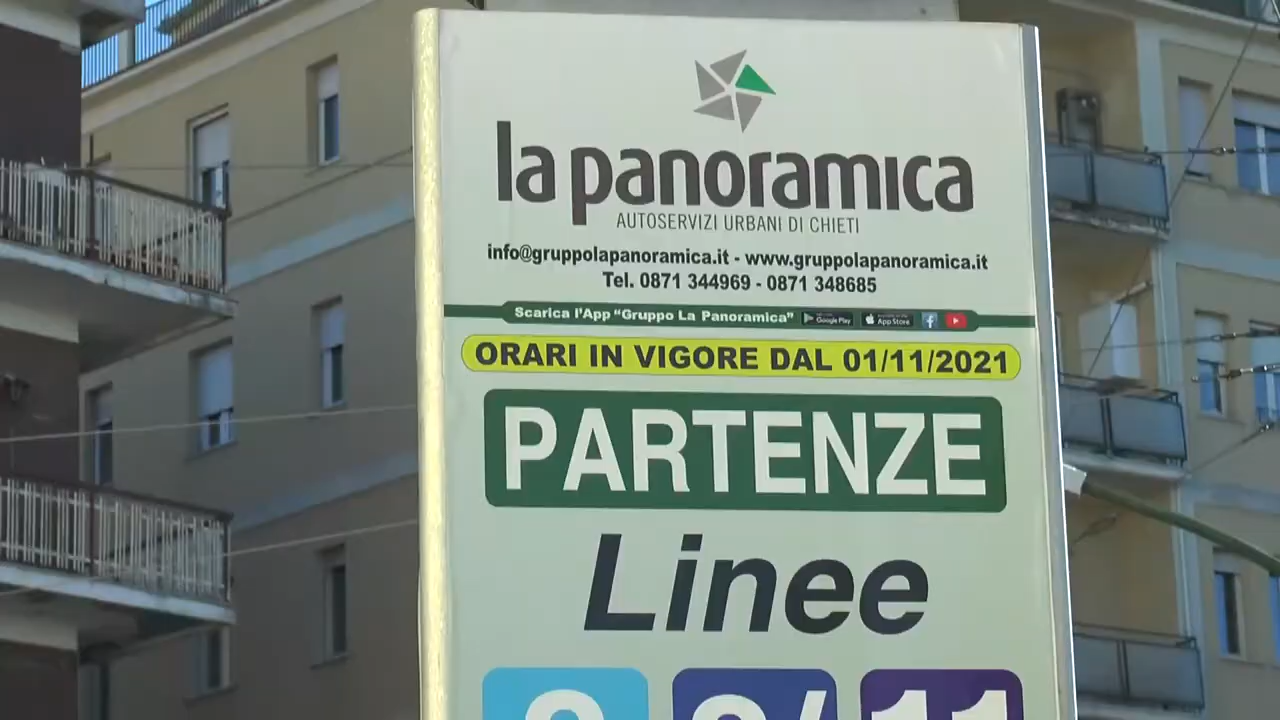 la panoramica
AUTOSERVIZI URBANI DI CHIETI
info@gruppolapanoramica.it - www.gruppolapanoramica.it
Tel. 0871 344969 - 0871 348685
Scarica l'App “Gruppo La Panoramica” Google Play App Store
ORARI IN VIGORE DAL 01/11/2021
PARTENZE
Linee
11